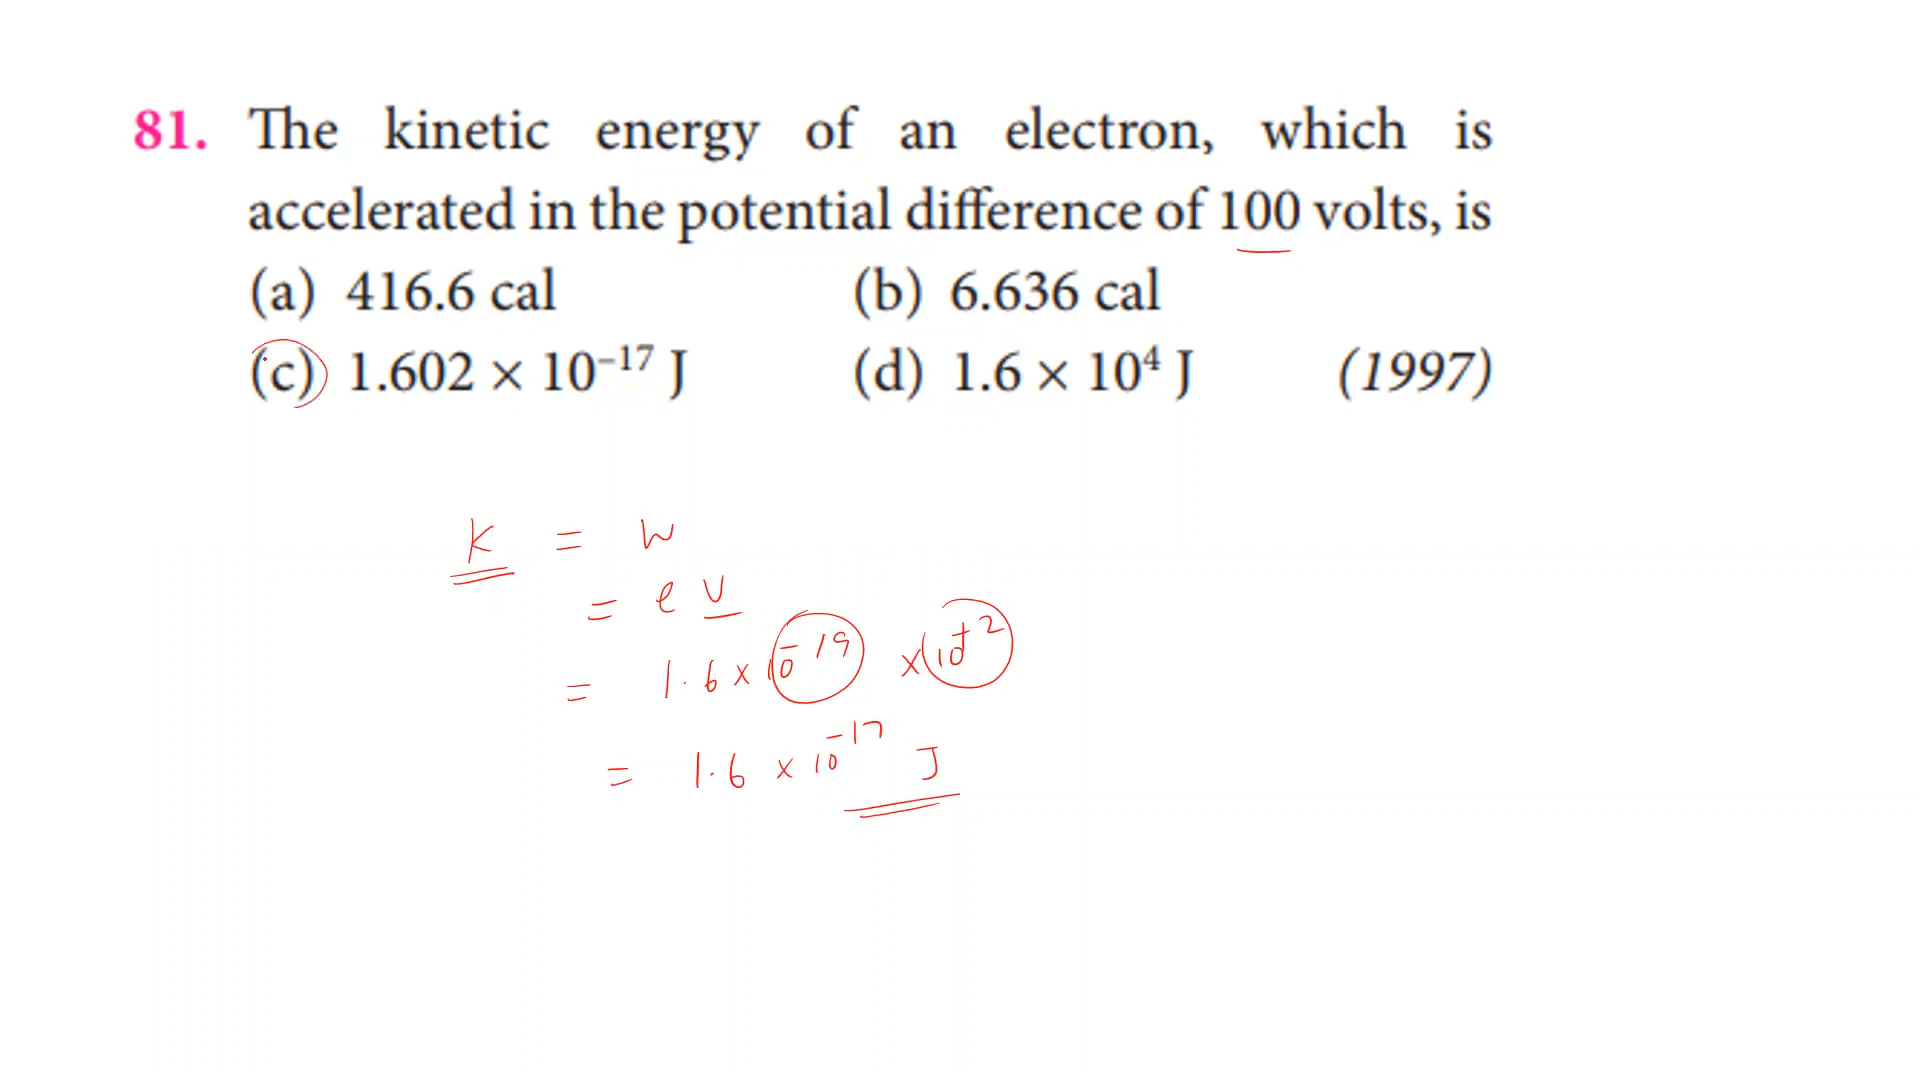 81. The kinetic energy of an electron, which is
accelerated in the potential difference of 100 volts, is
(a) 416.6 cal (b) 6.636 cal
(c) 1.602 × 10⁻¹⁷ J (d) 1.6 × 10⁴ J (1997)
K = W
= e V
= 1.6 × 10⁻¹⁹ × 10⁺²
= 1.6 × 10⁻¹⁷ J